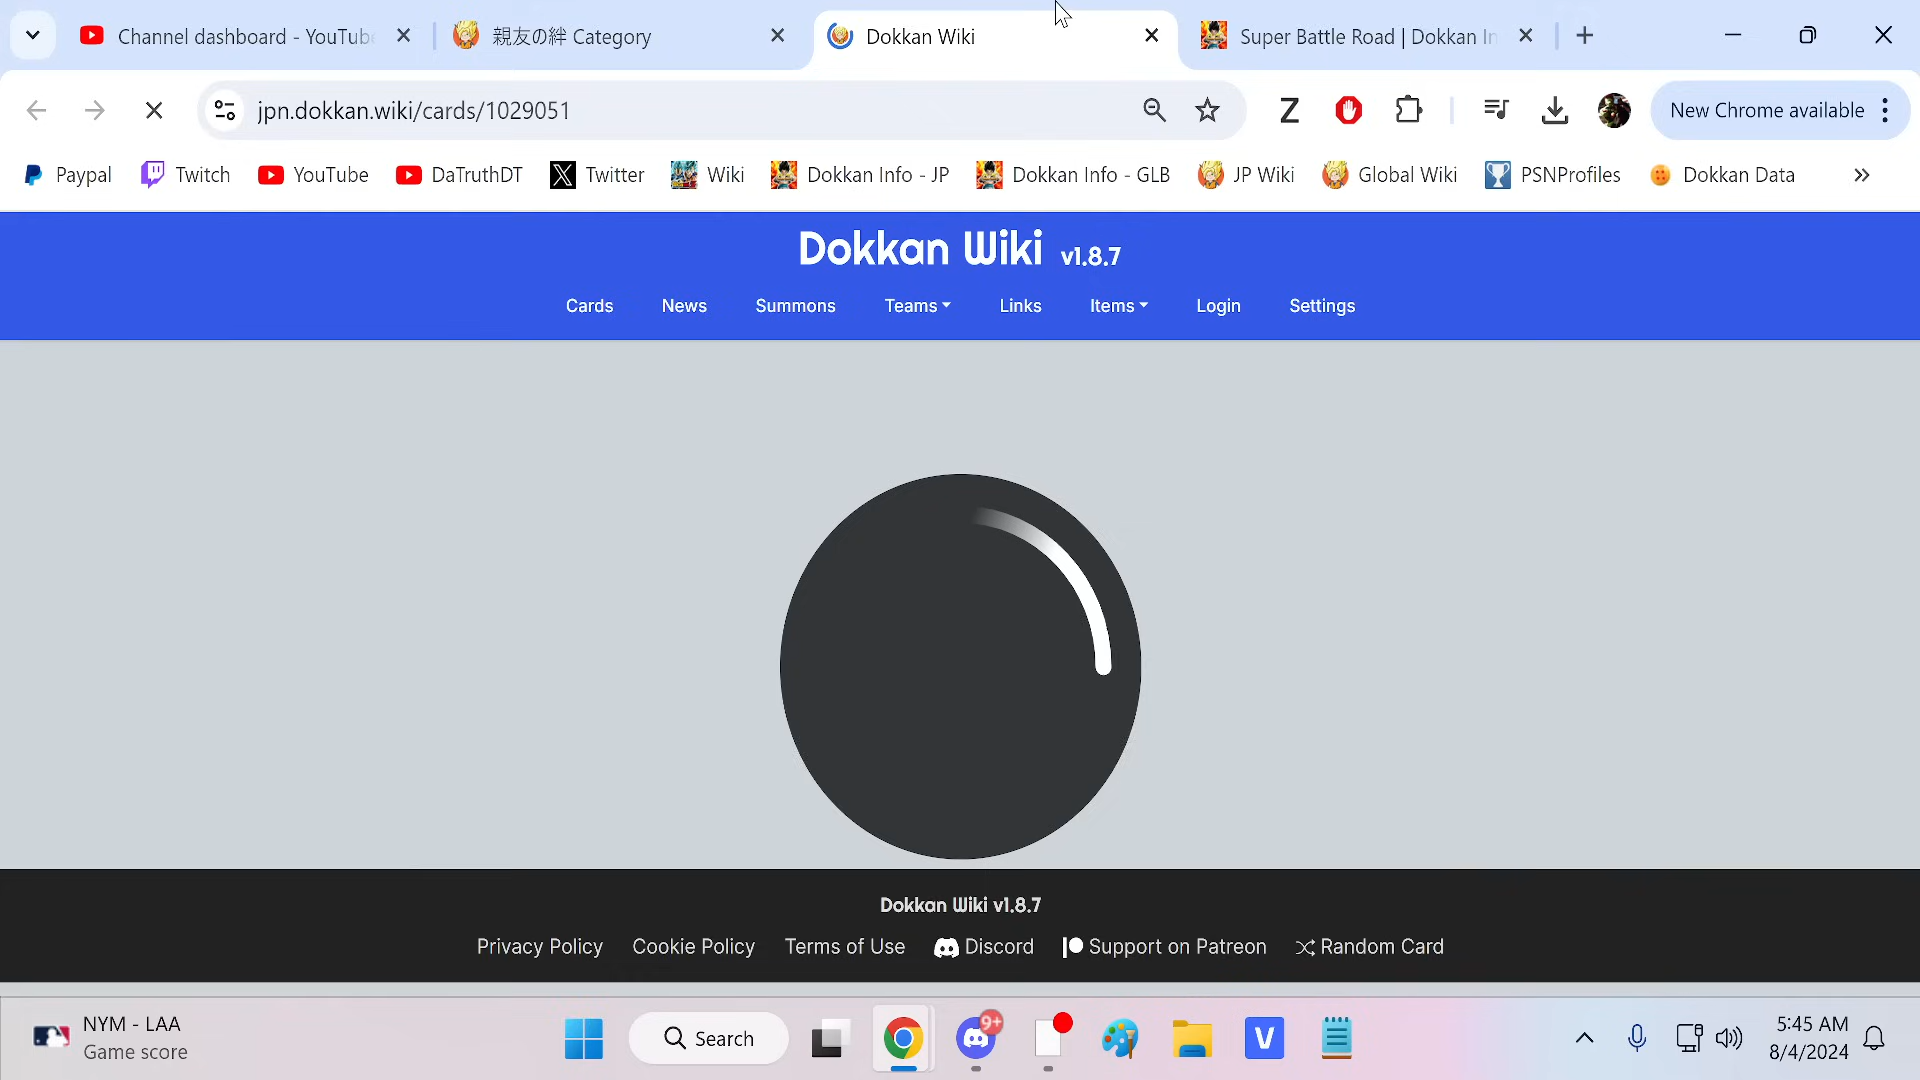 Channel dashboard - YouTube
親友の絆 Category
Dokkan Wiki
Super Battle Road | Dokkan In
jpn.dokkan.wiki/cards/1029051
Z
New Chrome available
Paypal
Twitch
YouTube
DaTruthDT
Twitter
Wiki
Dokkan Info - JP
Dokkan Info - GLB
JP Wiki
Global Wiki
PSNProfiles
Dokkan Data
Dokkan Wiki v1.8.7
Cards
News
Summons
Teams
Links
Items
Login
Settings
Dokkan Wiki v1.8.7
Privacy Policy
Cookie Policy
Terms of Use
Discord
Support on Patreon
Random Card
NYM - LAA
Game score
Search
9+
V
5:45 AM
8/4/2024